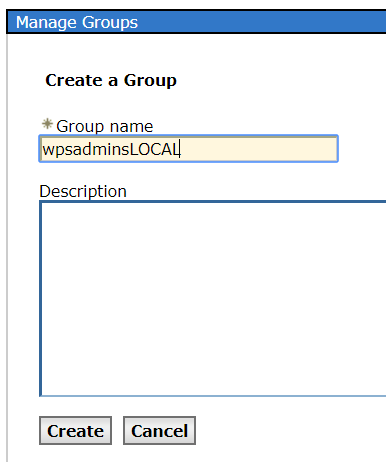 Manage Groups
Create a Group
Group name
wpsadminsLOCAL
Description
Create Cancel